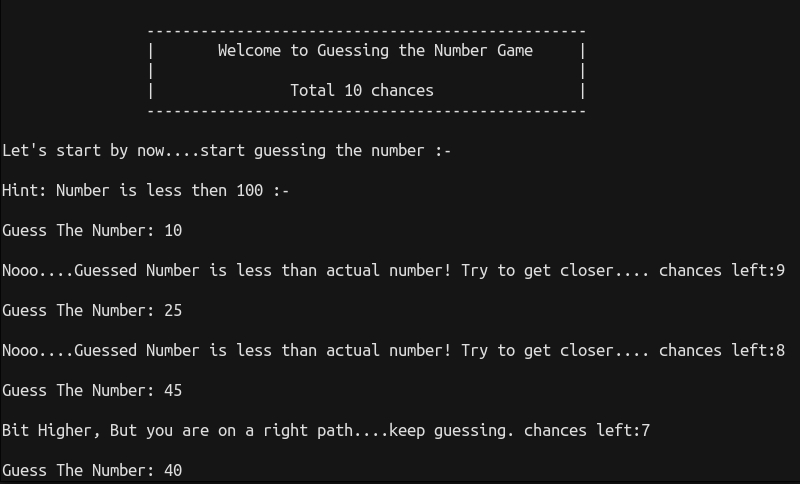 -------------------------------------------------
| Welcome to Guessing the Number Game |
| |
| Total 10 chances |
-------------------------------------------------
Let's start by now....start guessing the number :-
Hint: Number is less then 100 :-
Guess The Number: 10
Nooo....Guessed Number is less than actual number! Try to get closer.... chances left:9
Guess The Number: 25
Nooo....Guessed Number is less than actual number! Try to get closer.... chances left:8
Guess The Number: 45
Bit Higher, But you are on a right path....keep guessing. chances left:7
Guess The Number: 40